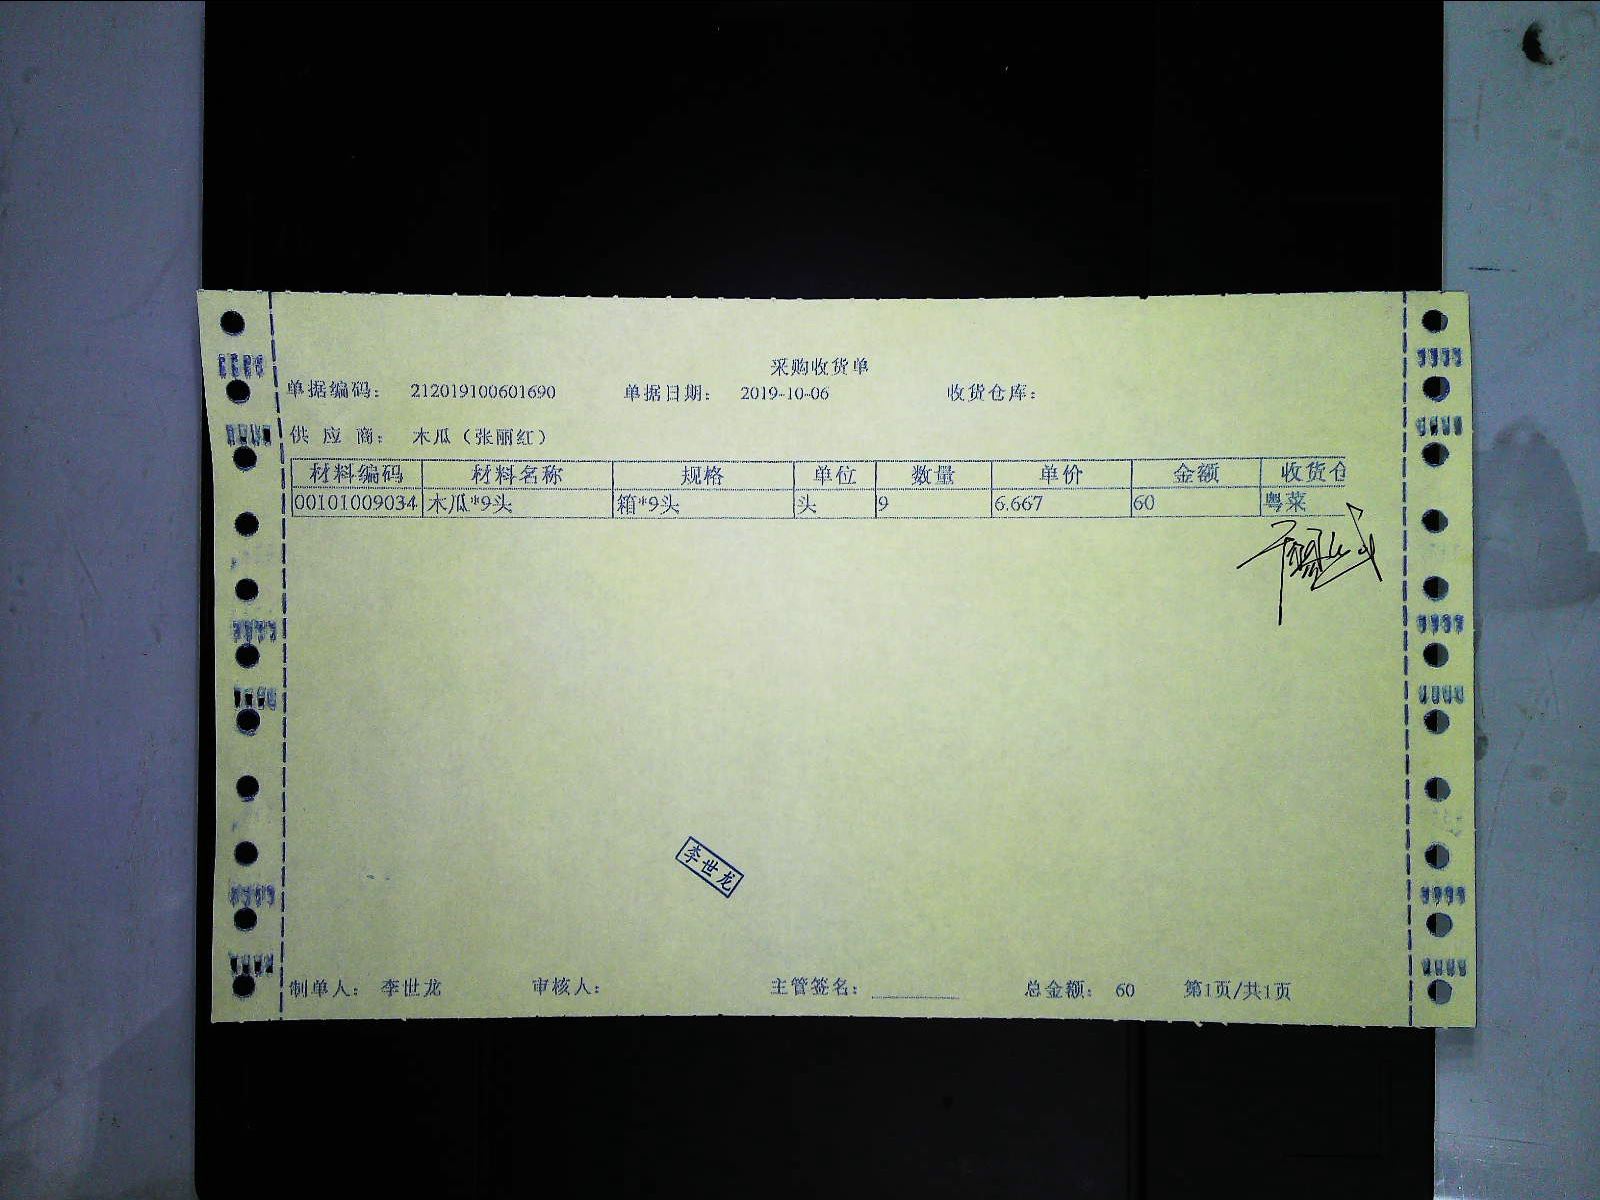 采购收货单
单据编码： 212019100601690 单据日期： 2019-10-06 收货仓库：
供 应 商： 木瓜（张丽红）
材料编码 材料名称 规格 单位 数量 单价 金额 收货仓
00101009034 木瓜*9头 箱*9头 头 9 6.667 60 粤菜
李世龙
制单人： 李世龙 审核人： 主管签名： 总金额： 60 第1页/共1页